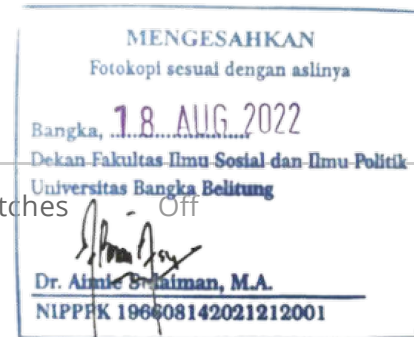 MENGESAHKAN
Fotokopi sesuai dengan aslinya
Bangka, 18 AUG 2022
Dekan Fakultas Ilmu Sosial dan Ilmu Politik
Universitas Bangka Belitung
tches Off
Dr. Aimie Sulaiman, M.A.
NIPPPK 196608142021212001